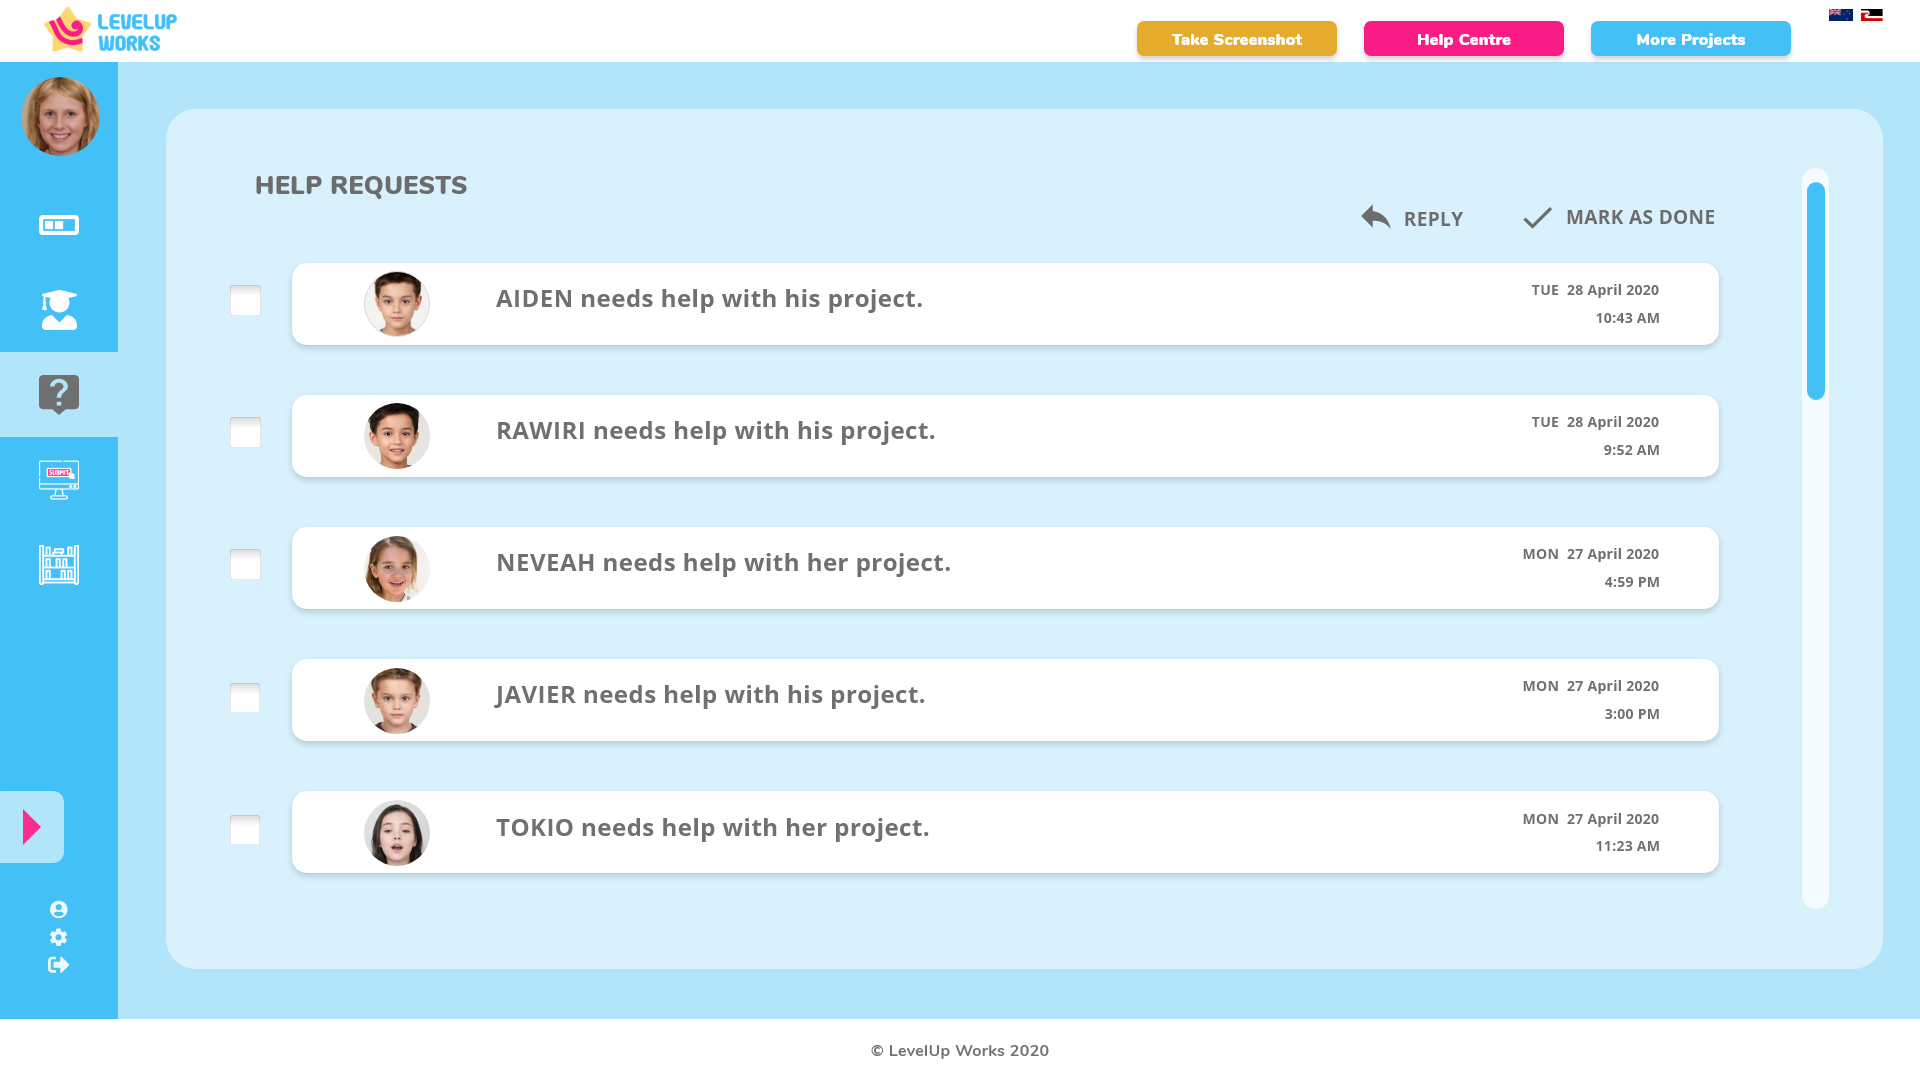 LEVELUP
WORKS
Take Screenshot
Help Centre
More Projects
HELP REQUESTS
REPLY
MARK AS DONE
AIDEN needs help with his project.
TUE 28 April 2020
10:43 AM
RAWIRI needs help with his project.
TUE 28 April 2020
9:52 AM
NEVEAH needs help with her project.
MON 27 April 2020
4:59 PM
JAVIER needs help with his project.
MON 27 April 2020
3:00 PM
TOKIO needs help with her project.
MON 27 April 2020
11:23 AM
?
SUBMIT
© LevelUp Works 2020